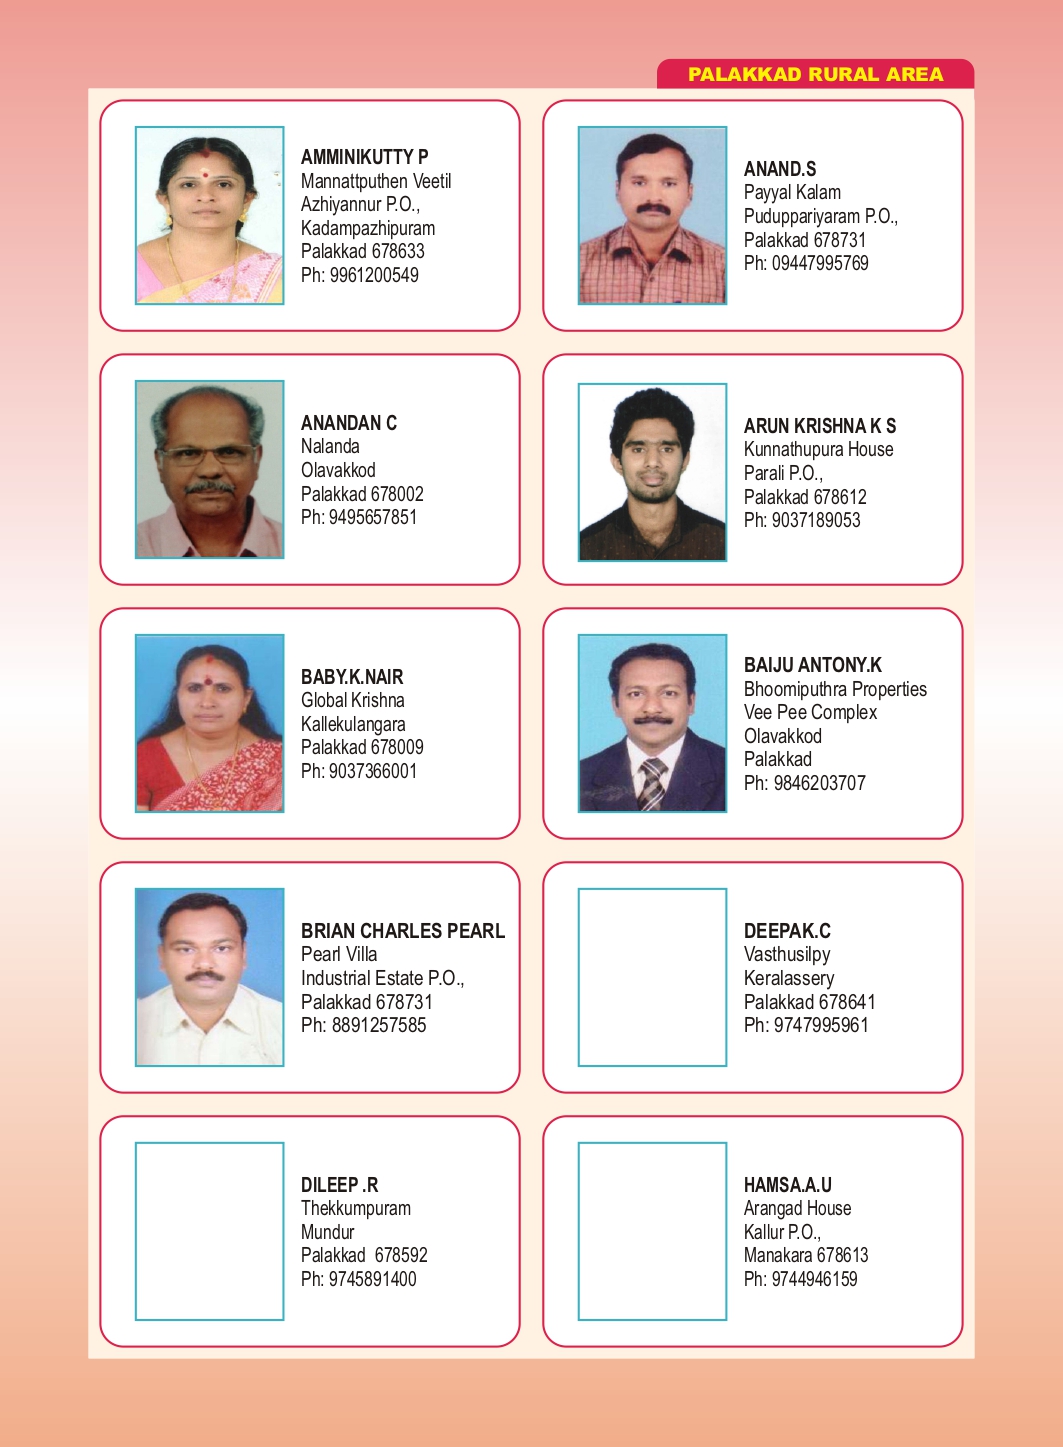 PALAKKAD RURAL AREA
AMMINIKUTTY P
Mannattputhen Veetil
Azhiyannur P.O.,
Kadampazhipuram
Palakkad 678633
Ph: 9961200549
ANAND.S
Payyal Kalam
Puduppariyaram P.O.,
Palakkad 678731
Ph: 09447995769
ANANDAN C
Nalanda
Olavakkod
Palakkad 678002
Ph: 9495657851
ARUN KRISHNA K S
Kunnathupura House
Parali P.O.,
Palakkad 678612
Ph: 9037189053
BABY.K.NAIR
Global Krishna
Kallekulangara
Palakkad 678009
Ph: 9037366001
BAIJU ANTONY.K
Bhoomiputhra Properties
Vee Pee Complex
Olavakkod
Palakkad
Ph: 9846203707
BRIAN CHARLES PEARL
Pearl Villa
Industrial Estate P.O.,
Palakkad 678731
Ph: 8891257585
DEEPAK.C
Vasthusilpy
Keralassery
Palakkad 678641
Ph: 9747995961
DILEEP .R
Thekkumpuram
Mundur
Palakkad  678592
Ph: 9745891400
HAMSA.A.U
Arangad House
Kallur P.O.,
Manakara 678613
Ph: 9744946159